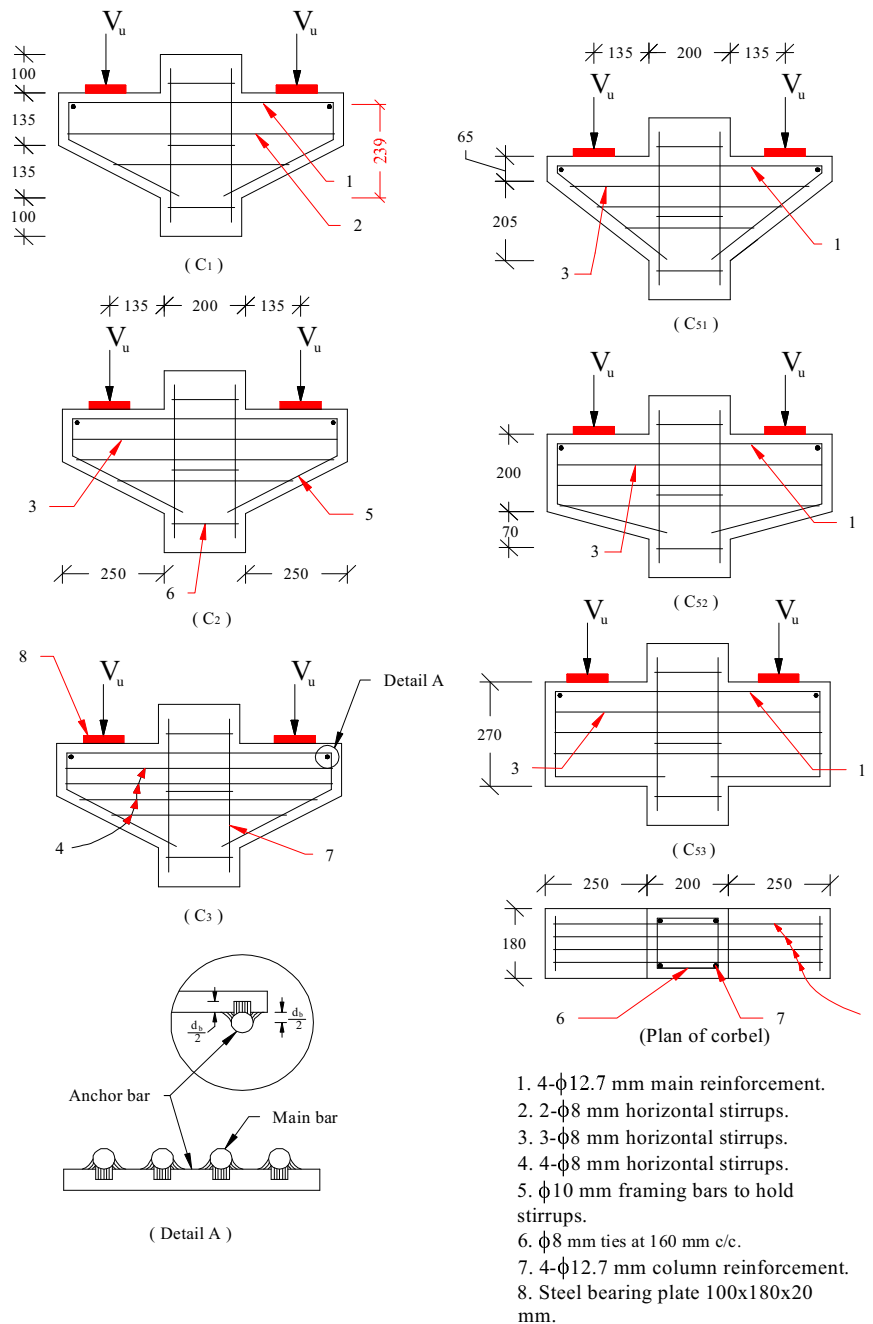 V u
V u
100
135
135
100
239
1
2
( C1 )
135
200
135
V u
V u
3
5
250
6
250
( C2 )
8
V u
V u
Detail A
4
7
( C3 )
db
2
db
2
Anchor bar
Main bar
( Detail A )
135
200
135
V u
V u
65
205
3
1
( C51 )
V u
V u
200
70
3
1
( C52 )
V u
V u
270
3
1
( C53 )
250
200
250
180
6
7
(Plan of corbel)
1. 4-ϕ12.7 mm main reinforcement.
2. 2-ϕ8 mm horizontal stirrups.
3. 3-ϕ8 mm horizontal stirrups.
4. 4-ϕ8 mm horizontal stirrups.
5. ϕ10 mm framing bars to hold
stirrups.
6. ϕ8 mm ties at 160 mm c/c.
7. 4-ϕ12.7 mm column reinforcement.
8. Steel bearing plate 100x180x20
mm.